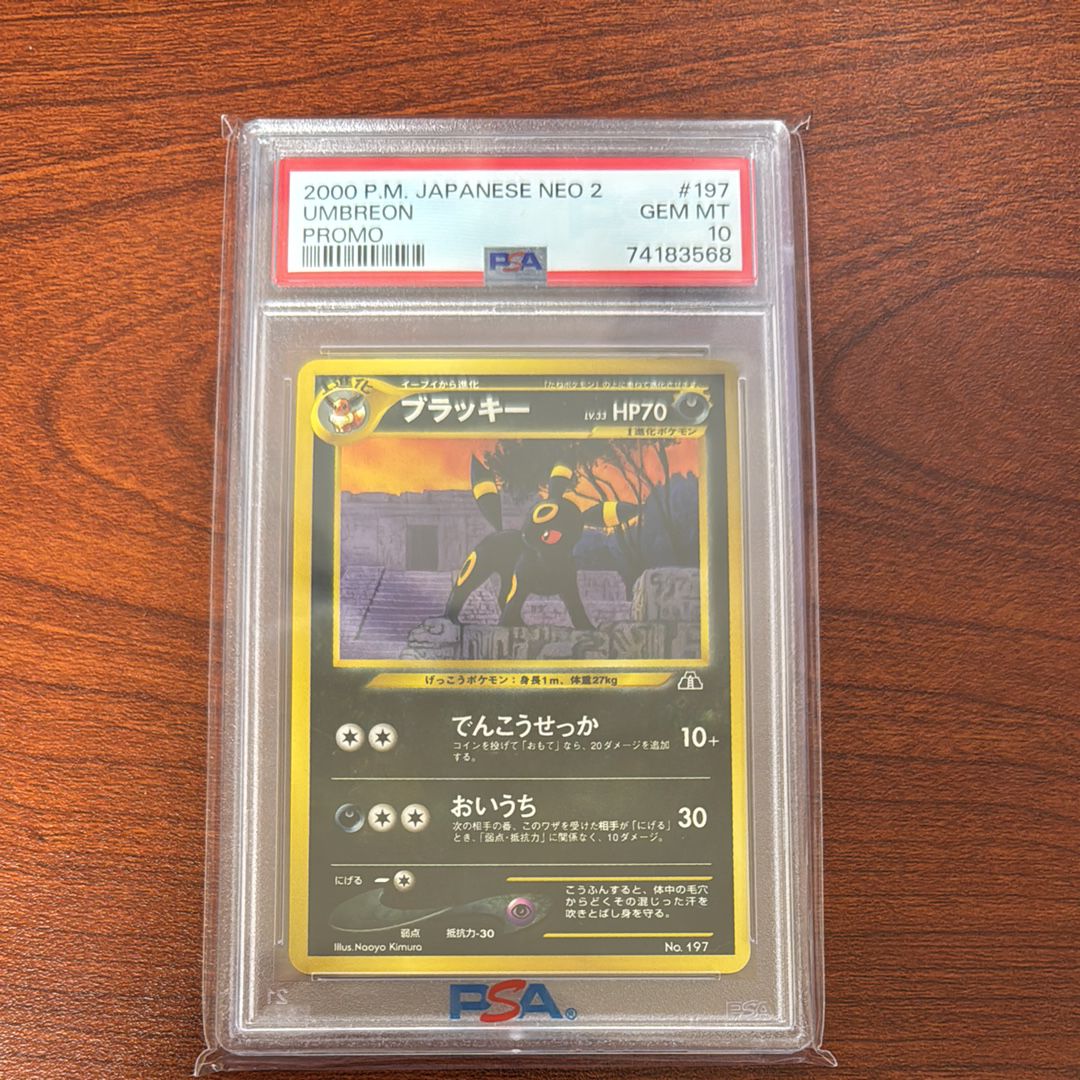 2000 P.M. JAPANESE NEO 2 #197
UMBREON GEM MT
PROMO 10
74183568
PSA
イーブイから進化 「たねポケモン」の上に重ねて進化させます
ブラッキー LV.33 HP70
1進化ポケモン
げっこうポケモン：身長1m、体重27kg
でんこうせっか 10+
コインを投げて「おもて」なら、20ダメージを追加
する。
おいうち 30
次の相手の番、このワザを受けた相手が「にげる」
とき、「弱点・抵抗力」に関係なく、10ダメージ。
にげる
こうふんすると、体中の毛穴
からどくその混じった汗を
吹きとばし身を守る。
弱点 抵抗力-30
Illus. Naoyo Kimura No. 197
PSA®
PSA